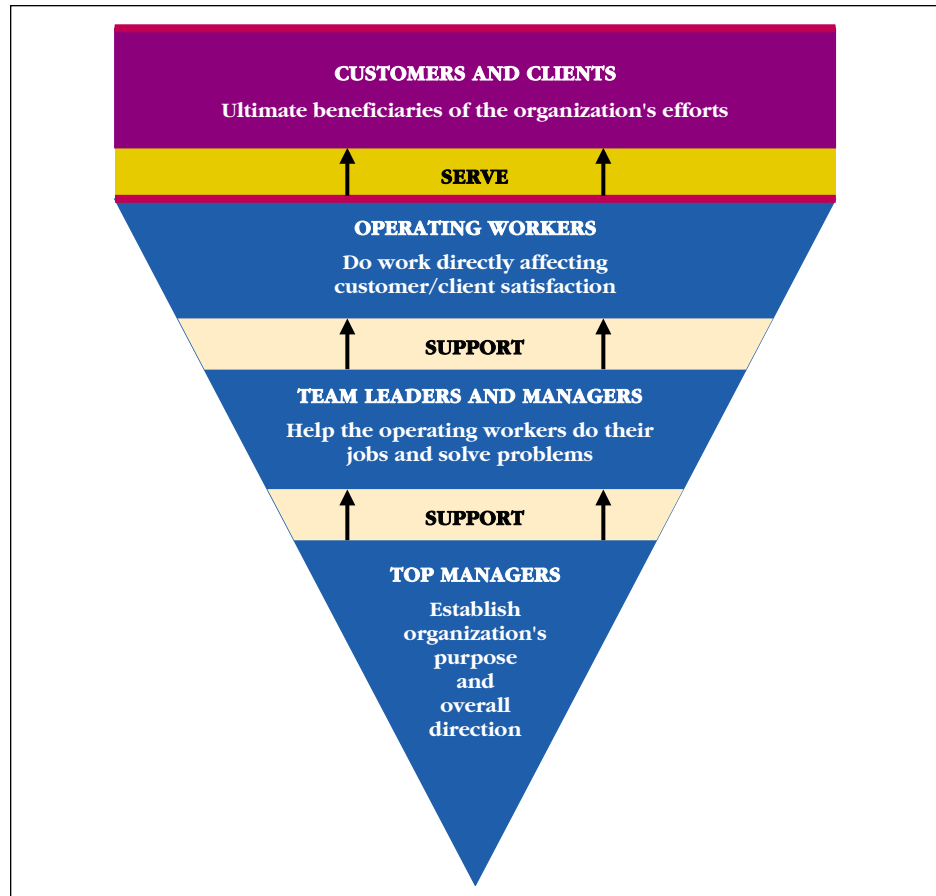 CUSTOMERS AND CLIENTS
Ultimate beneficiaries of the organization's efforts
SERVE
OPERATING WORKERS
Do work directly affecting
customer/client satisfaction
SUPPORT
TEAM LEADERS AND MANAGERS
Help the operating workers do their
jobs and solve problems
SUPPORT
TOP MANAGERS
Establish
organization's
purpose
and
overall
direction